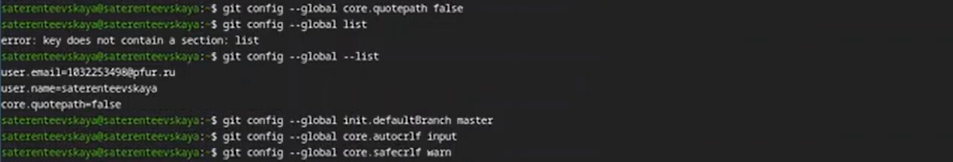 saterenteevskaya@saterenteevskaya:~$ git config --global core.quotepath false
saterenteevskaya@saterenteevskaya:~$ git config --global list
error: key does not contain a section: list
saterenteevskaya@saterenteevskaya:~$ git config --global --list
user.email=1032253498@pfur.ru
user.name=saterenteevskaya
core.quotepath=false
saterenteevskaya@saterenteevskaya:~$ git config --global init.defaultBranch master
saterenteevskaya@saterenteevskaya:~$ git config --global core.autocrlf input
saterenteevskaya@saterenteevskaya:~$ git config --global core.safecrlf warn